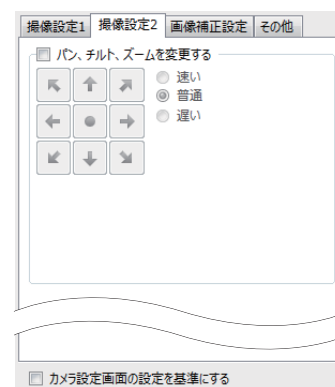 撮像設定1 撮像設定2 画像補正設定 その他
パン、チルト、ズームを変更する
速い
普通
遅い
カメラ設定画面の設定を基準にする